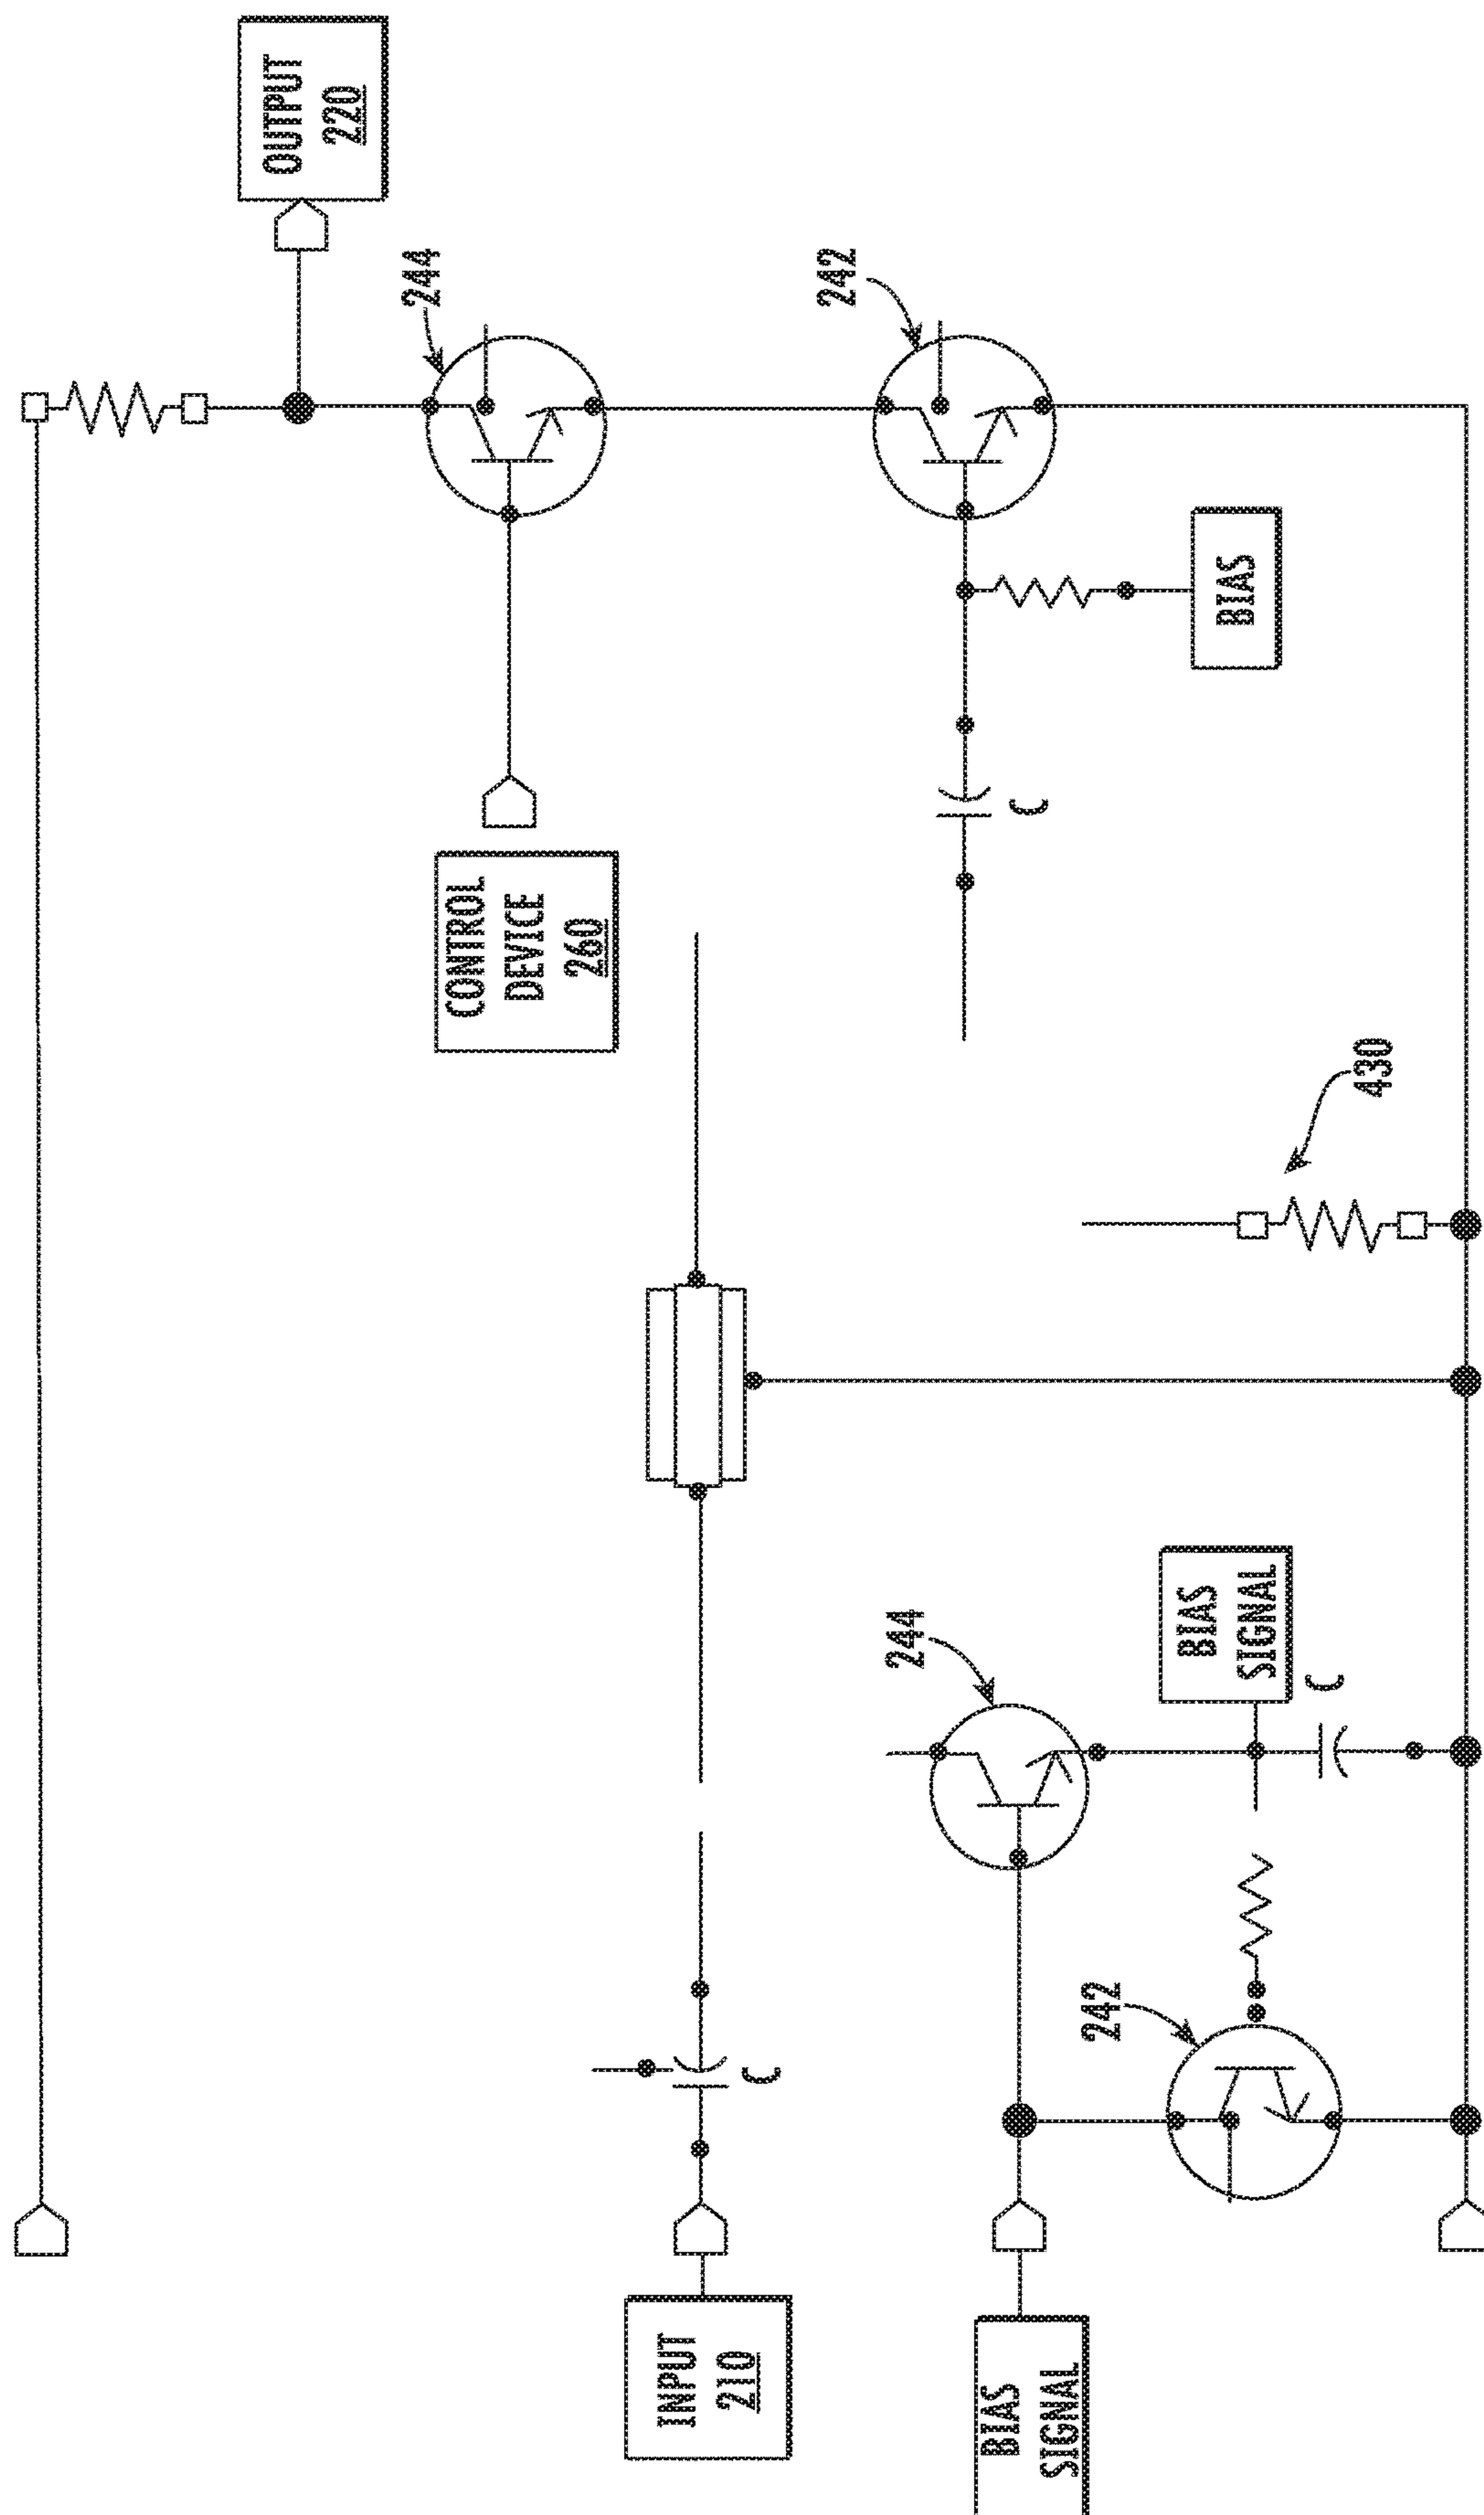 OUTPUT
220
244
242
BIAS
CONTROL
DEVICE
260
C
430
244
BIAS
SIGNAL
C
242
C
INPUT
210
BIAS
SIGNAL